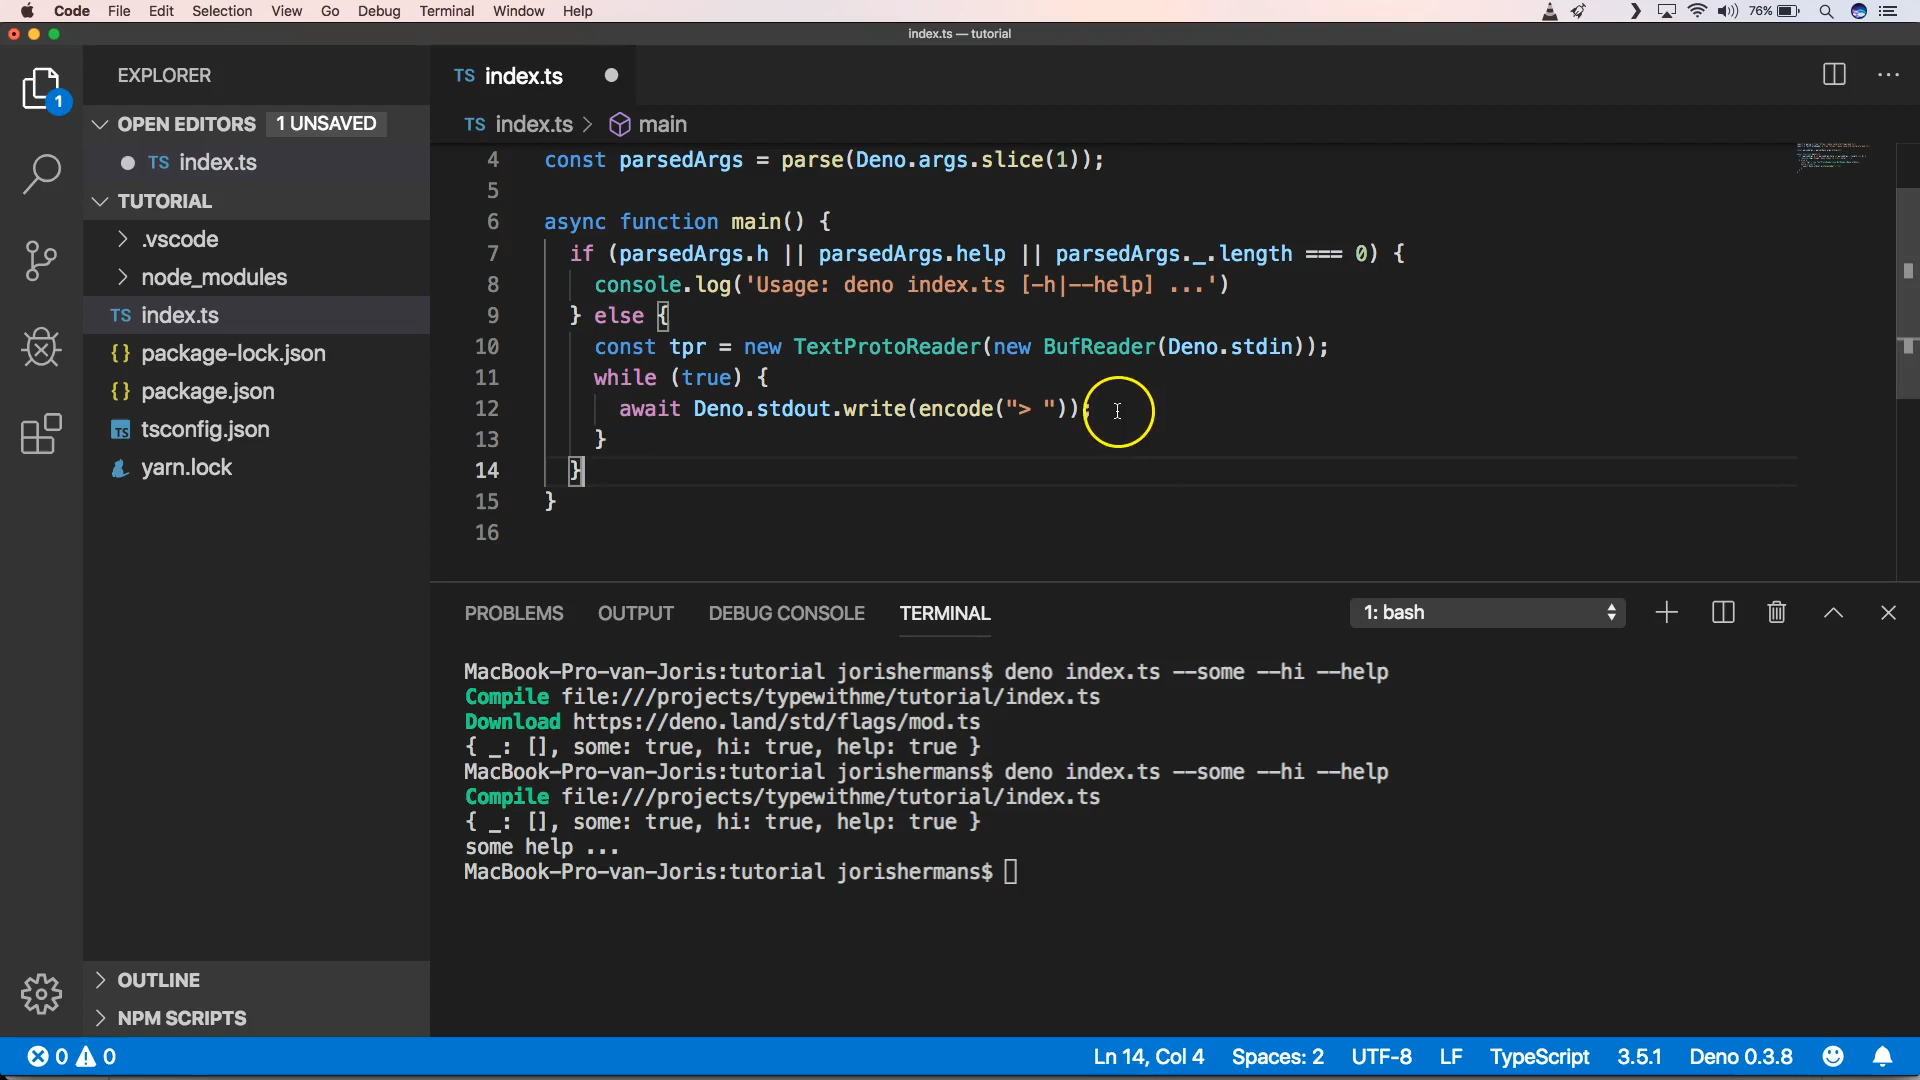 Code File Edit Selection View Go Debug Terminal Window Help 76%
index.ts — tutorial
1
EXPLORER
OPEN EDITORS 1 UNSAVED
TS index.ts
TUTORIAL
.vscode
node_modules
TS index.ts
{} package-lock.json
{} package.json
TS tsconfig.json
yarn.lock
OUTLINE
NPM SCRIPTS
TS index.ts
TS index.ts > main
4 const parsedArgs = parse(Deno.args.slice(1));
5
6 async function main() {
7 if (parsedArgs.h || parsedArgs.help || parsedArgs._.length === 0) {
8 console.log('Usage: deno index.ts [-h|--help] ...')
9 } else {
10 const tpr = new TextProtoReader(new BufReader(Deno.stdin));
11 while (true) {
12 await Deno.stdout.write(encode("> "));
13 }
14 }
15 }
16
PROBLEMS OUTPUT DEBUG CONSOLE TERMINAL 1: bash
MacBook-Pro-van-Joris:tutorial jorishermans$ deno index.ts --some --hi --help
Compile file:///projects/typewithme/tutorial/index.ts
Download https://deno.land/std/flags/mod.ts
{ _: [], some: true, hi: true, help: true }
MacBook-Pro-van-Joris:tutorial jorishermans$ deno index.ts --some --hi --help
Compile file:///projects/typewithme/tutorial/index.ts
{ _: [], some: true, hi: true, help: true }
some help ...
MacBook-Pro-van-Joris:tutorial jorishermans$
0 0 Ln 14, Col 4 Spaces: 2 UTF-8 LF TypeScript 3.5.1 Deno 0.3.8